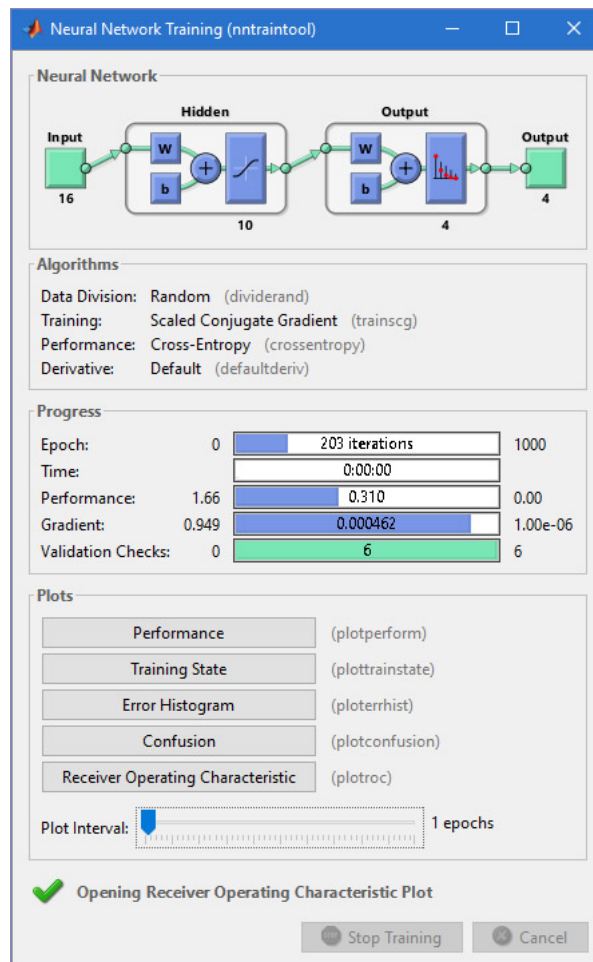 Neural Network Training (nntraintool)
Neural Network
Hidden
Output
Input
W
b
+
W
b
+
Output
16
10
4
4
Algorithms
Data Division: Random (dividerand)
Training: Scaled Conjugate Gradient (trainscg)
Performance: Cross-Entropy (crossentropy)
Derivative: Default (defaultderiv)
Progress
Epoch: 0 203 iterations 1000
Time: 0:00:00
Performance: 1.66 0.310 0.00
Gradient: 0.949 0.000462 1.00e-06
Validation Checks: 0 6 6
Plots
Performance (plotperform)
Training State (plottrainstate)
Error Histogram (ploterrhist)
Confusion (plotconfusion)
Receiver Operating Characteristic (plotroc)
Plot Interval: 1 epochs
Opening Receiver Operating Characteristic Plot
Stop Training Cancel